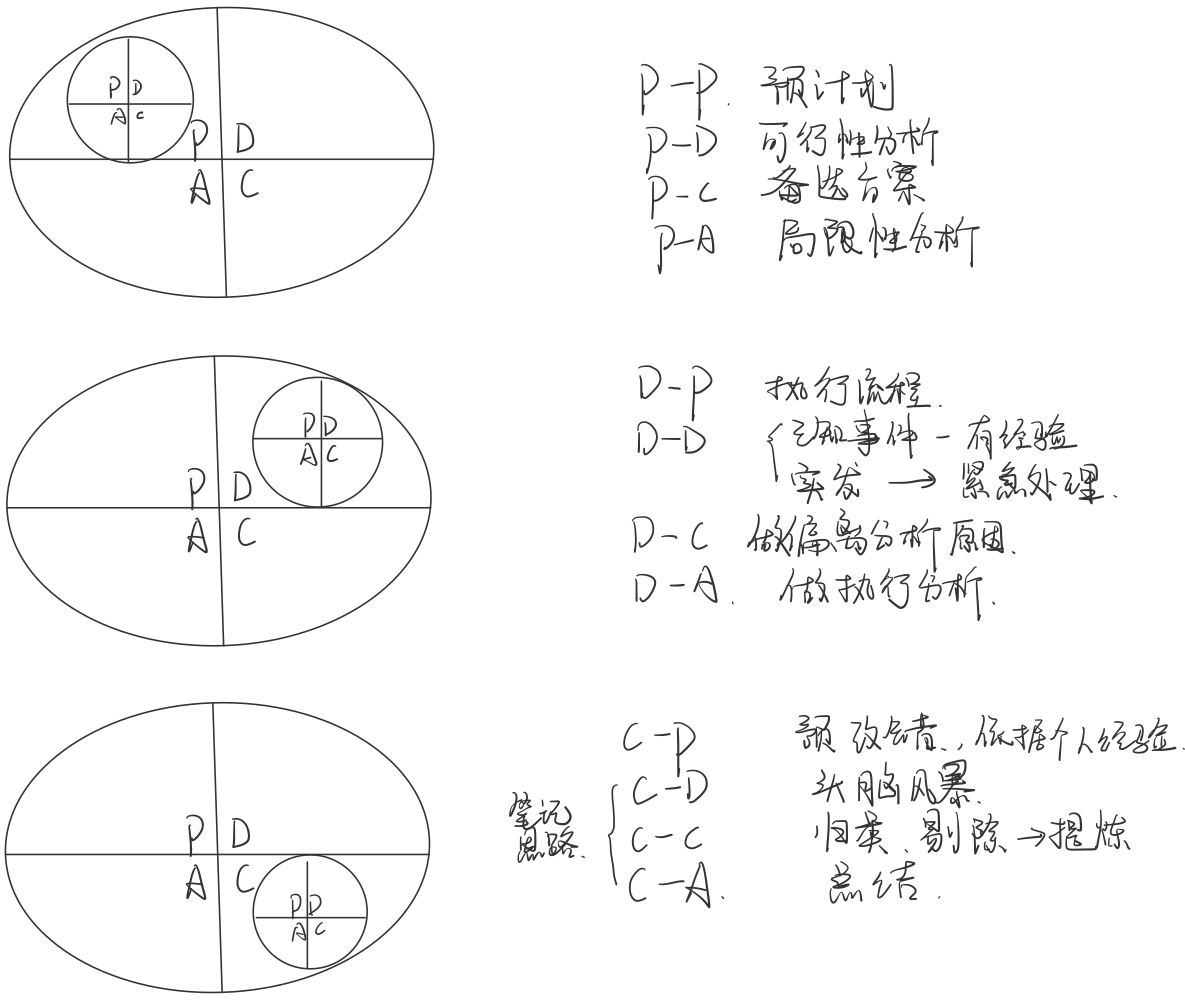 P D
A C
P D
A C
P-P. 预计划
P-D 可行性分析
P-C 备选方案
P-A 局限性分析
P D
A C
P D
A C
D-P 执行流程.
D-D { 已知事件 - 有经验
突发 → 紧急处理.
D-C 做偏离分析原因.
D-A. 做执行分析.
P D
A C
P D
A C
笔记
思路.
C-P 预改错., 依据个人经验.
C-D 头脑风暴.
C-C 归类、剔除→提炼
C-A. 总结.